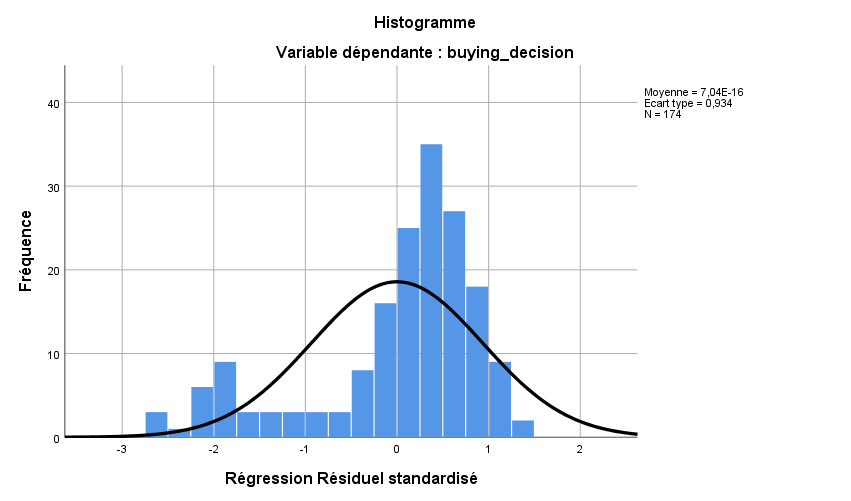 Histogramme
Variable dépendante : buying_decision
Moyenne = 7,04E-16
Ecart type = 0,934
N = 174
Fréquence
40
30
20
10
0
-3 -2 -1 0 1 2
Régression Résiduel standardisé